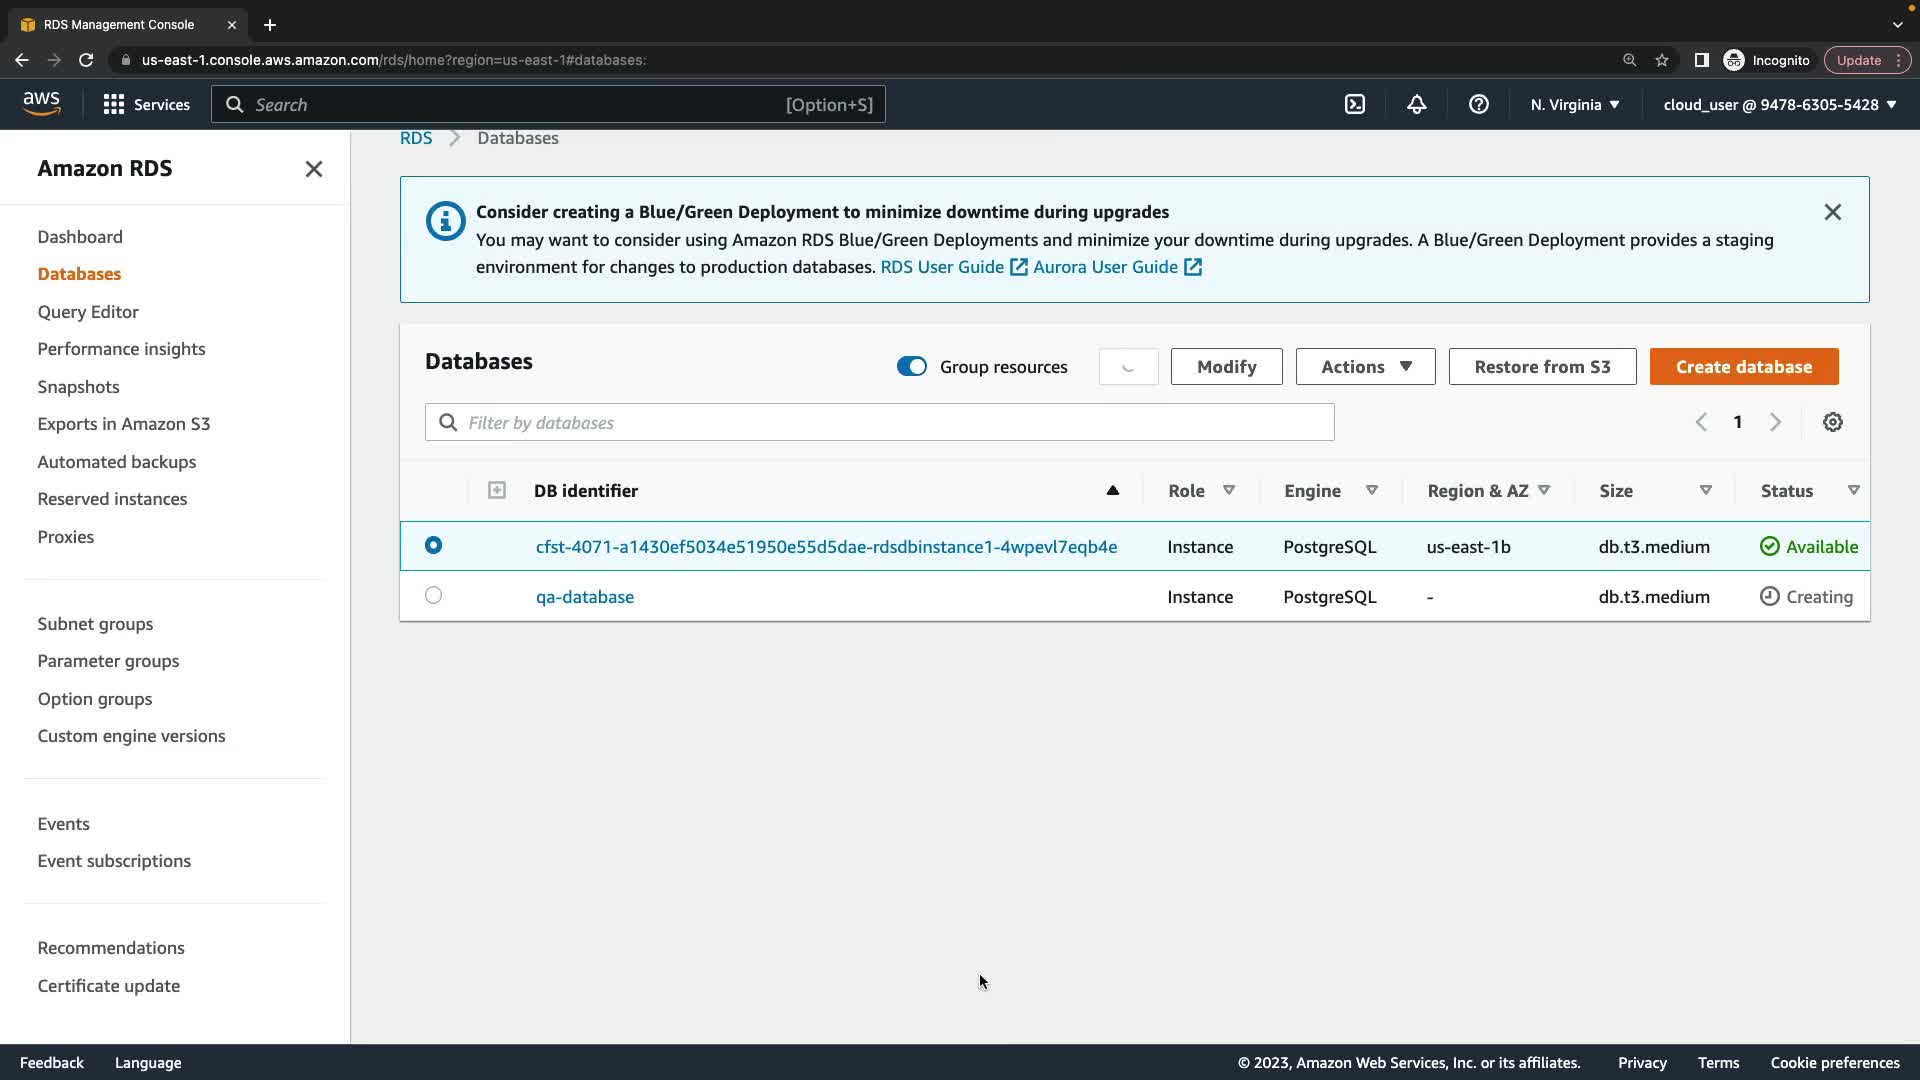 RDS Management Console
us-east-1.console.aws.amazon.com/rds/home?region=us-east-1#databases:
Incognito
Update
aws
Services
Search
[Option+S]
N. Virginia
cloud_user @ 9478-6305-5428
Amazon RDS
Dashboard
Databases
Query Editor
Performance insights
Snapshots
Exports in Amazon S3
Automated backups
Reserved instances
Proxies
Subnet groups
Parameter groups
Option groups
Custom engine versions
Events
Event subscriptions
Recommendations
Certificate update
RDS > Databases
Consider creating a Blue/Green Deployment to minimize downtime during upgrades
You may want to consider using Amazon RDS Blue/Green Deployments and minimize your downtime during upgrades. A Blue/Green Deployment provides a staging
environment for changes to production databases. RDS User Guide Aurora User Guide
Databases
Group resources
Modify
Actions
Restore from S3
Create database
Filter by databases
1
DB identifier Role Engine Region & AZ Size Status
cfst-4071-a1430ef5034e51950e55d5dae-rdsdbinstance1-4wpevl7eqb4e Instance PostgreSQL us-east-1b db.t3.medium Available
qa-database Instance PostgreSQL - db.t3.medium Creating
Feedback
Language
© 2023, Amazon Web Services, Inc. or its affiliates.
Privacy
Terms
Cookie preferences